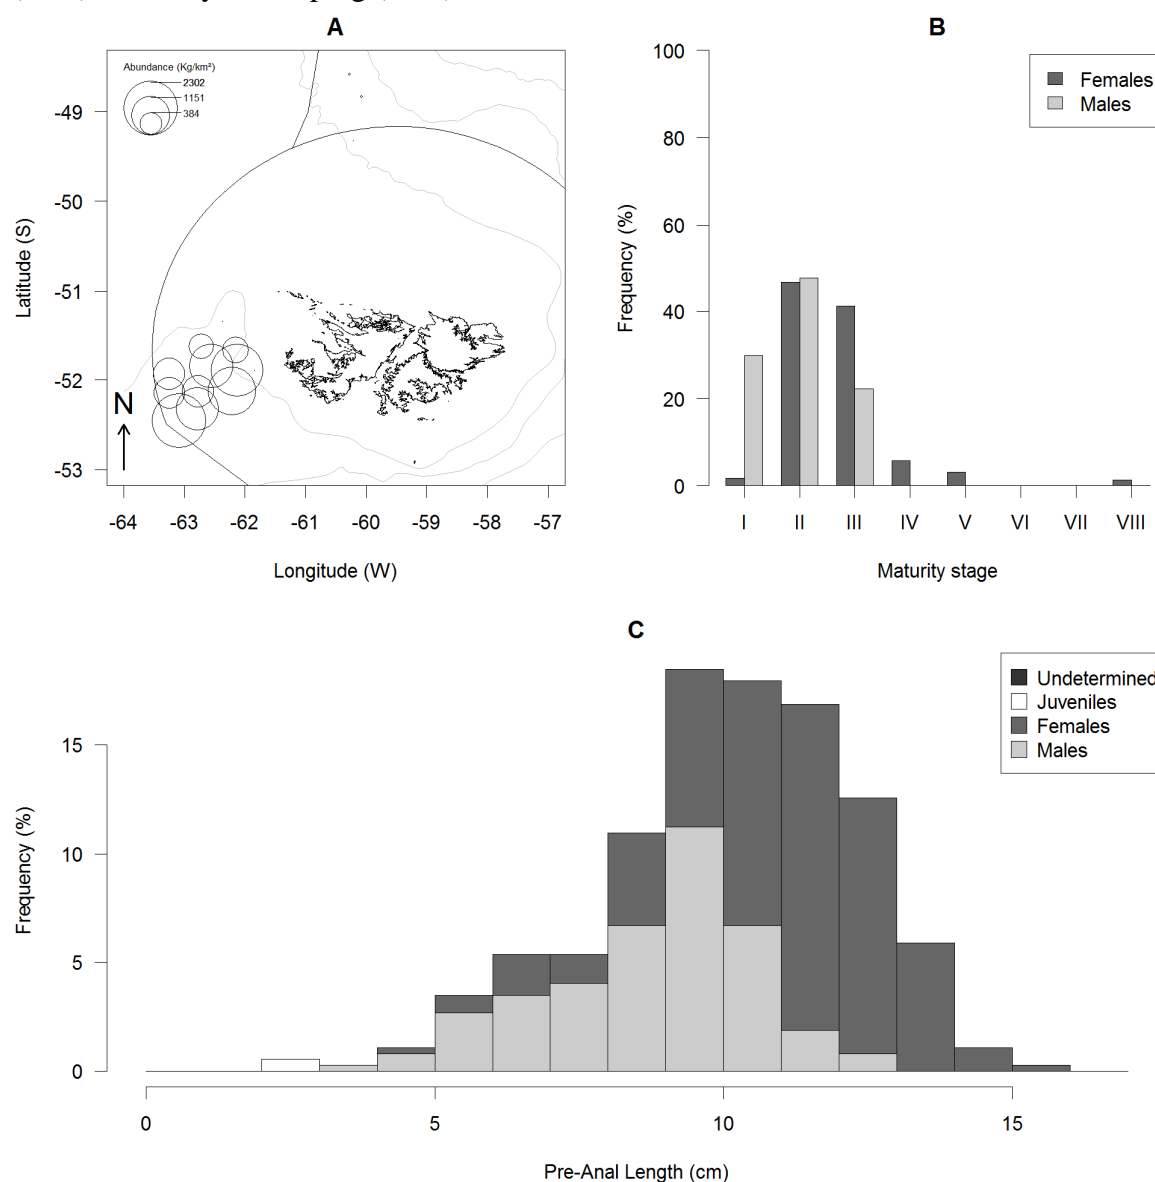 A
Abundance (Kg/km²)
2302
1151
384
-49
-50
-51
-52
-53
Latitude (S)
N
-64 -63 -62 -61 -60 -59 -58 -57
Longitude (W)
B
100
80
60
40
20
0
Frequency (%)
Females
Males
I II III IV V VI VII VIII
Maturity stage
C
Undetermined
Juveniles
Females
Males
15
10
5
0
Frequency (%)
0 5 10 15
Pre-Anal Length (cm)